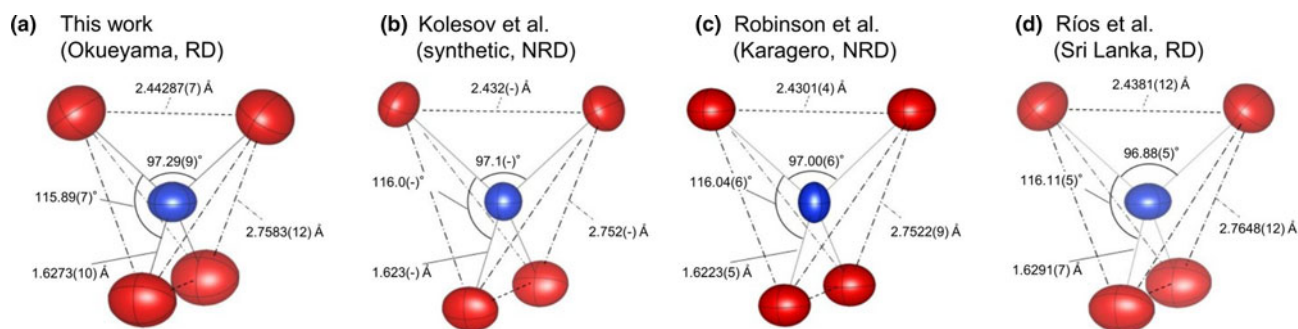 (a) This work
(Okueyama, RD)
2.44287(7) Å
97.29(9)°
115.89(7)°
2.7583(12) Å
1.6273(10) Å
(b) Kolesov et al.
(synthetic, NRD)
2.432(-) Å
97.1(-)°
116.0(-)°
2.752(-) Å
1.623(-) Å
(c) Robinson et al.
(Karagero, NRD)
2.4301(4) Å
97.00(6)°
116.04(6)°
2.7522(9) Å
1.6223(5) Å
(d) Ríos et al.
(Sri Lanka, RD)
2.4381(12) Å
96.88(5)°
116.11(5)°
2.7648(12) Å
1.6291(7) Å